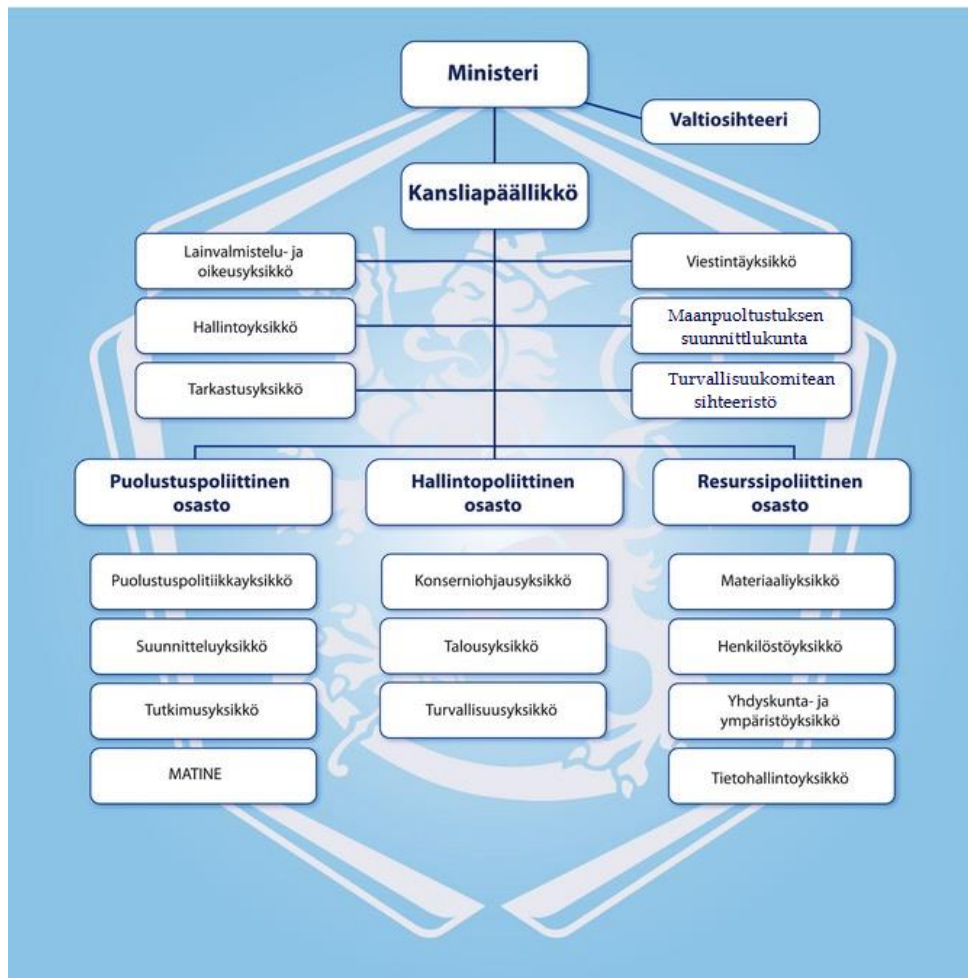 Ministeri
Valtiosihteeri
Kansliapäällikkö
Lainvalmistelu- ja
oikeusyksikkö
Viestintäyksikkö
Hallintoyksikkö
Maanpuoltustuksen
suunnittlukunta
Tarkastusyksikkö
Turvallisuukomitean
sihteeristö
Puolustuspoliittinen
osasto
Hallintopoliittinen
osasto
Resurssipoliittinen
osasto
Puolustuspolitiikkayksikkö
Konserniohjausyksikkö
Materiaaliyksikkö
Suunnitteluyksikkö
Talousyksikkö
Henkilöstöyksikkö
Tutkimusyksikkö
Turvallisuusyksikkö
Yhdyskunta- ja
ympäristöyksikkö
MATINE
Tietohallintoyksikkö